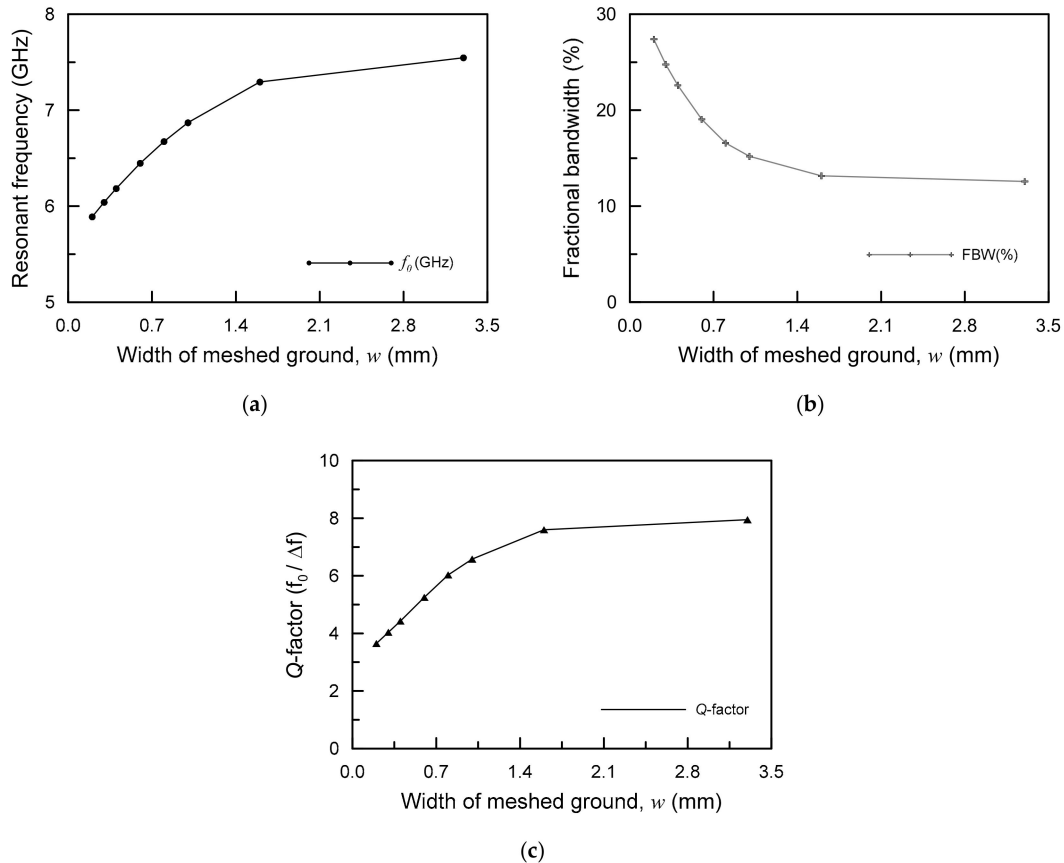 8
7
6
5
Resonant frequency (GHz)
f₀ (GHz)
0.0 0.7 1.4 2.1 2.8 3.5
Width of meshed ground, w (mm)
(a)
30
20
10
0
Fractional bandwidth (%)
FBW(%)
0.0 0.7 1.4 2.1 2.8 3.5
Width of meshed ground, w (mm)
(b)
10
8
6
4
2
0
Q-factor (f₀ / Δf)
Q-factor
0.0 0.7 1.4 2.1 2.8 3.5
Width of meshed ground, w (mm)
(c)